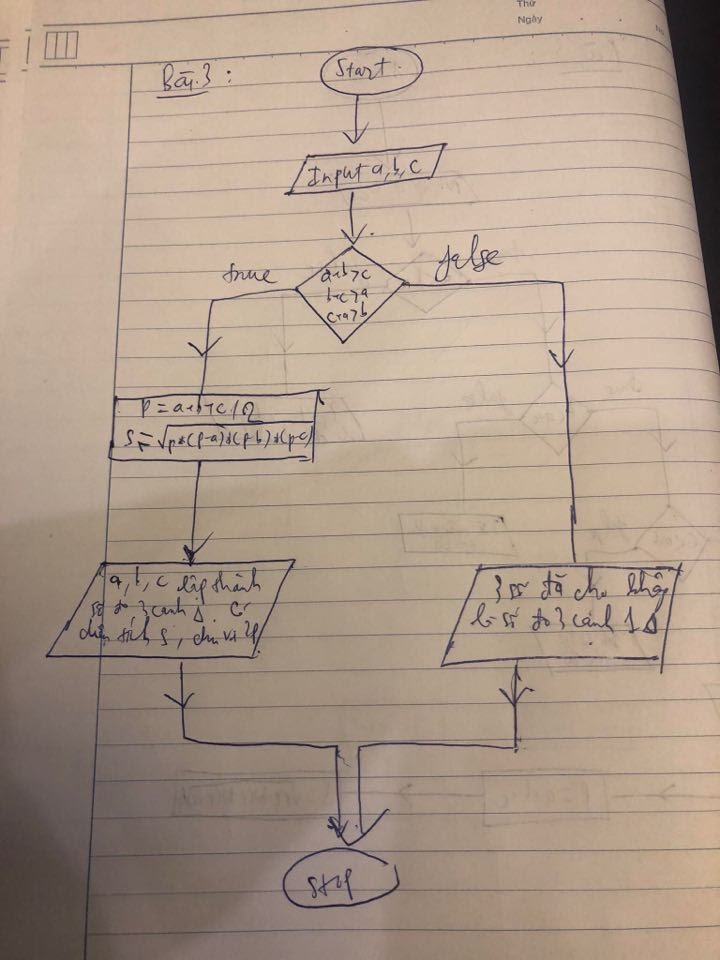 Thứ
Ngày
Bài 3 :
Start
Input a, b, c
true
false
a+b>c
b+c>a
c+a>b
P = a+b+c/2
S = √p*(p-a)*(p-b)*(p-c)
a, b, c lập thành
số đo 3 cạnh Δ. Có
diện tích S, chu vi 2p
3 số đã cho không
là số đo 3 cạnh 1 Δ
Stop